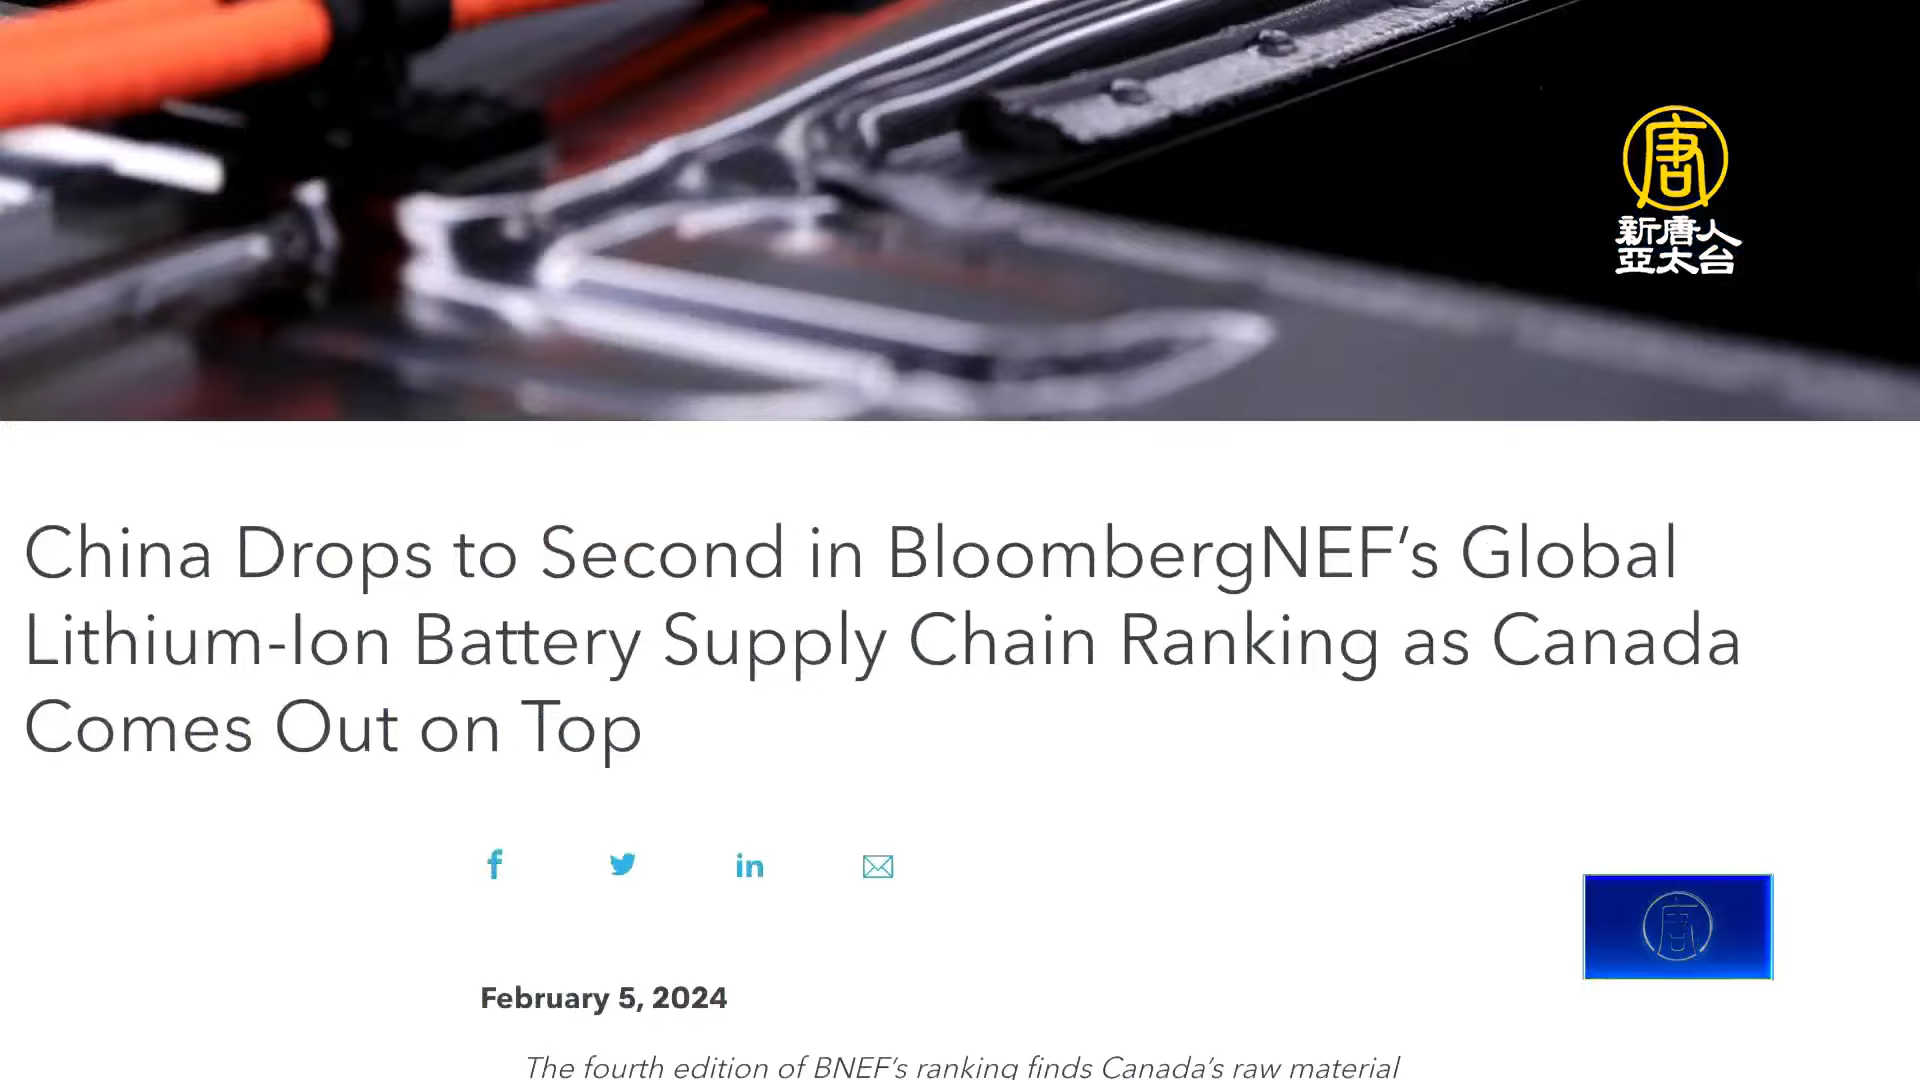 唐
新唐人
亞太台
China Drops to Second in BloombergNEF’s Global
Lithium-Ion Battery Supply Chain Ranking as Canada
Comes Out on Top
February 5, 2024
The fourth edition of BNEF’s ranking finds Canada’s raw material
唐